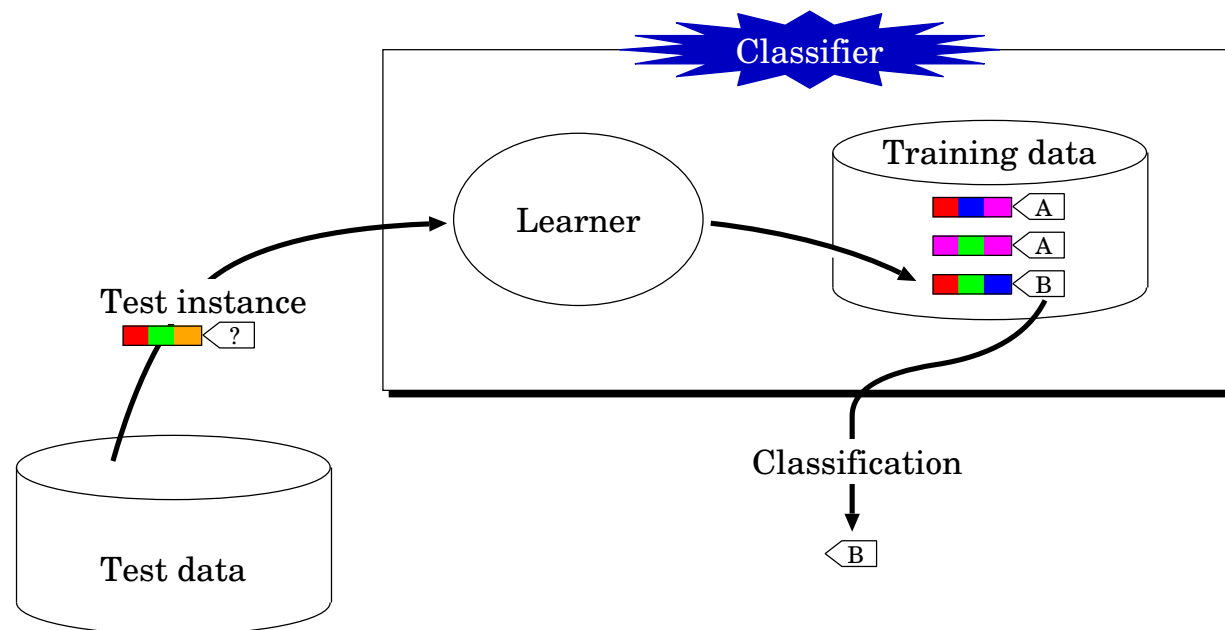 Classifier
Training data
Learner
A
A
B
Test instance
?
Classification
B
Test data